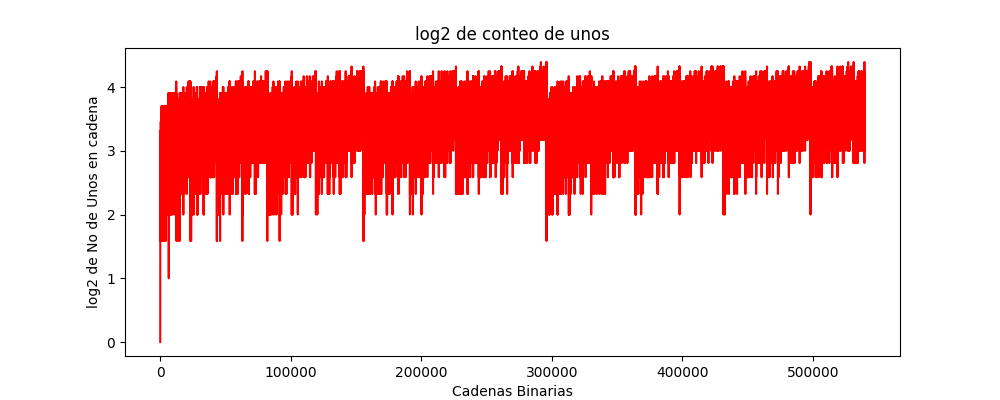 log2 de conteo de unos
log2 de No de Unos en cadena
4
3
2
1
0
0 100000 200000 300000 400000 500000
Cadenas Binarias